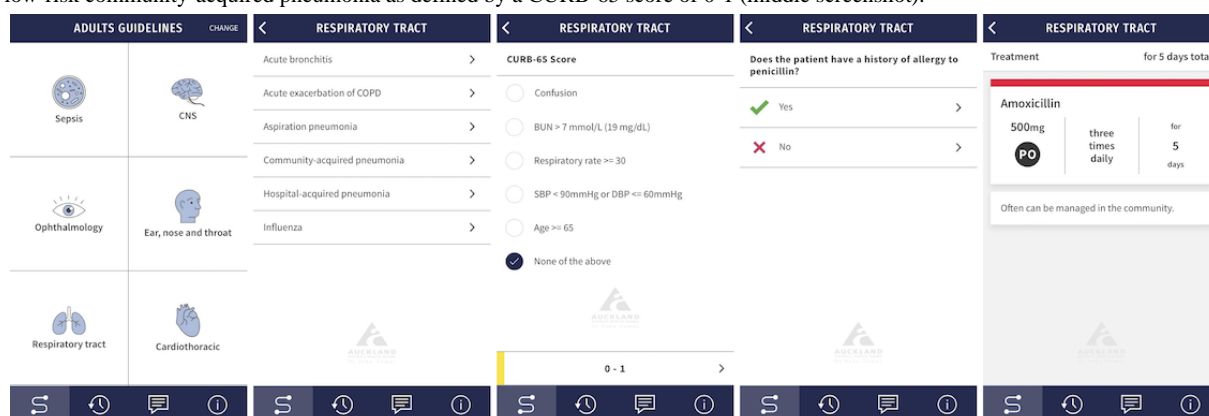 low-risk community-acquired pneumonia as defined by a CURB-65 score of 0-1 (middle screenshot).
ADULTS GUIDELINES CHANGE
Sepsis
CNS
Ophthalmology
Ear, nose and throat
Respiratory tract
Cardiothoracic
RESPIRATORY TRACT
Acute bronchitis
Acute exacerbation of COPD
Aspiration pneumonia
Community-acquired pneumonia
Hospital-acquired pneumonia
Influenza
AUCKLAND
RESPIRATORY TRACT
CURB-65 Score
Confusion
BUN > 7 mmol/L (19 mg/dL)
Respiratory rate >= 30
SBP < 90mmHg or DBP <= 60mmHg
Age >= 65
None of the above
AUCKLAND
0 - 1
RESPIRATORY TRACT
Does the patient have a history of allergy to
penicillin?
Yes
No
AUCKLAND
RESPIRATORY TRACT
Treatment for 5 days tota
Amoxicillin
500mg
PO
three
times
daily
for
5
days
Often can be managed in the community.
AUCKLAND